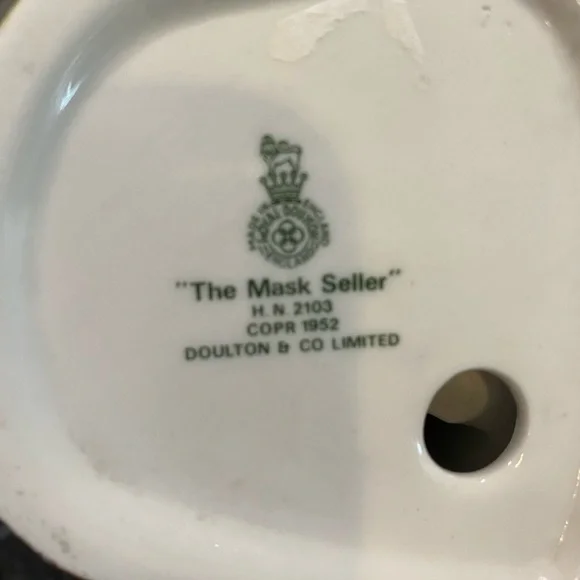 MADE IN ENGLAND
ROYAL DOULTON
"The Mask Seller"
H. N. 2103
COPR 1952
DOULTON & CO LIMITED